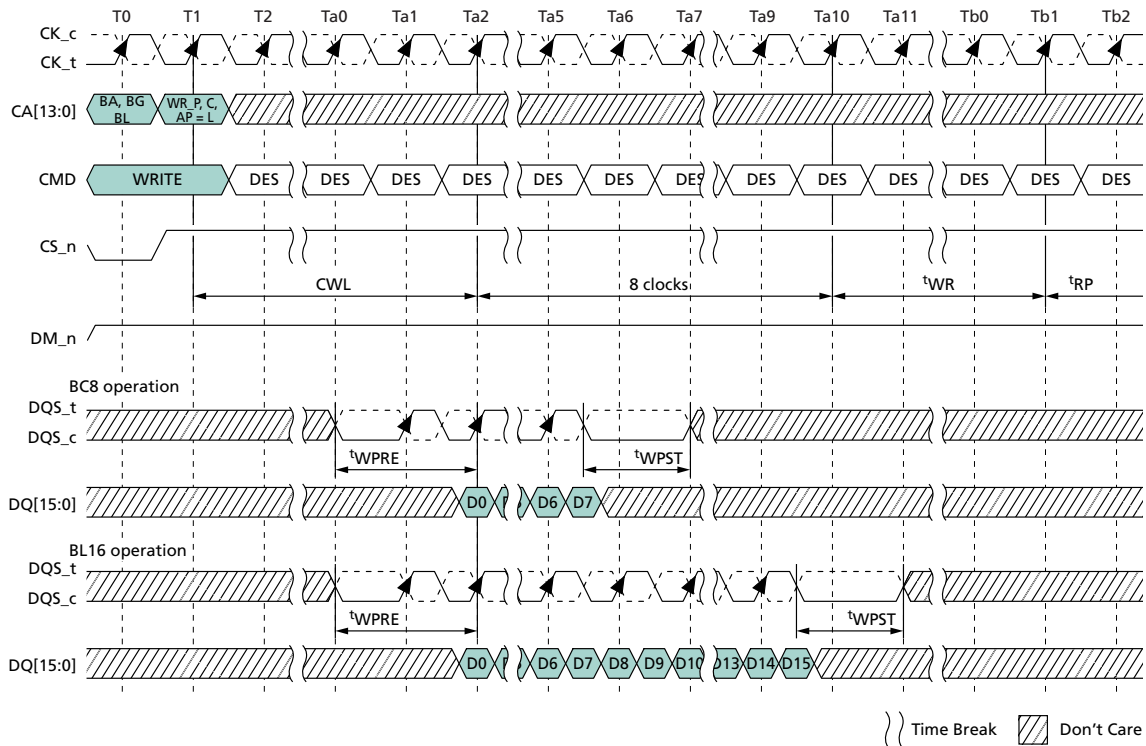 T0 T1 T2 Ta0 Ta1 Ta2 Ta5 Ta6 Ta7 Ta9 Ta10 Ta11 Tb0 Tb1 Tb2
CK_c
CK_t
CA[13:0]
BA, BG
BL
WR_P, C,
AP = L
CMD WRITE DES DES DES DES DES DES DES DES DES DES DES DES DES
CS_n
CWL 8 clocks tWR tRP
DM_n
BC8 operation
DQS_t
DQS_c
tWPRE tWPST
DQ[15:0] D0 D6 D7
BL16 operation
DQS_t
DQS_c
tWPRE tWPST
DQ[15:0] D0 D6 D7 D8 D9 D10 D13 D14 D15
Time Break Don't Care